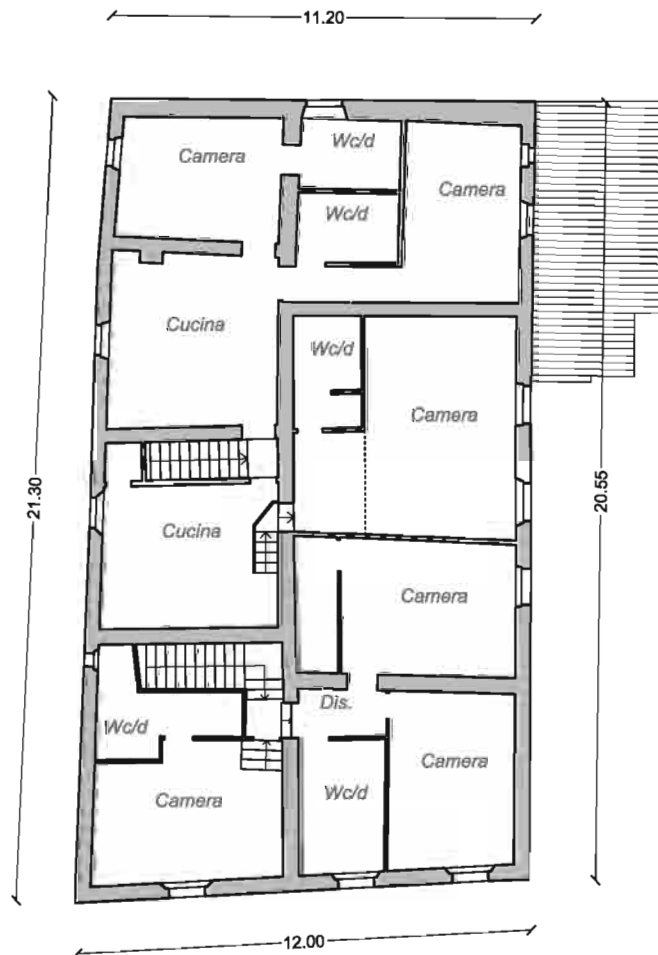 11.20
Wc/d
Camera
Camera
Wc/d
Cucina
Wc/d
Camera
21.30
20.55
Cucina
Camera
Dis.
Wc/d
Camera
Wc/d
Camera
12.00